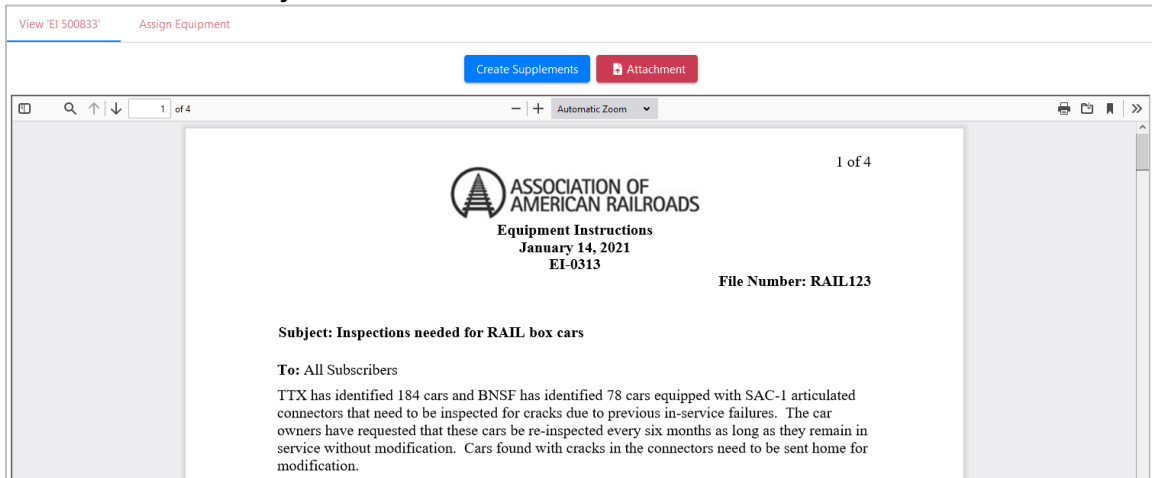 View 'EI 500833' Assign Equipment
Create Supplements Attachment
1 of 4 Automatic Zoom
1 of 4
ASSOCIATION OF
AMERICAN RAILROADS
Equipment Instructions
January 14, 2021
EI-0313
File Number: RAIL123
Subject: Inspections needed for RAIL box cars
To: All Subscribers
TTX has identified 184 cars and BNSF has identified 78 cars equipped with SAC-1 articulated
connectors that need to be inspected for cracks due to previous in-service failures. The car
owners have requested that these cars be re-inspected every six months as long as they remain in
service without modification. Cars found with cracks in the connectors need to be sent home for
modification.